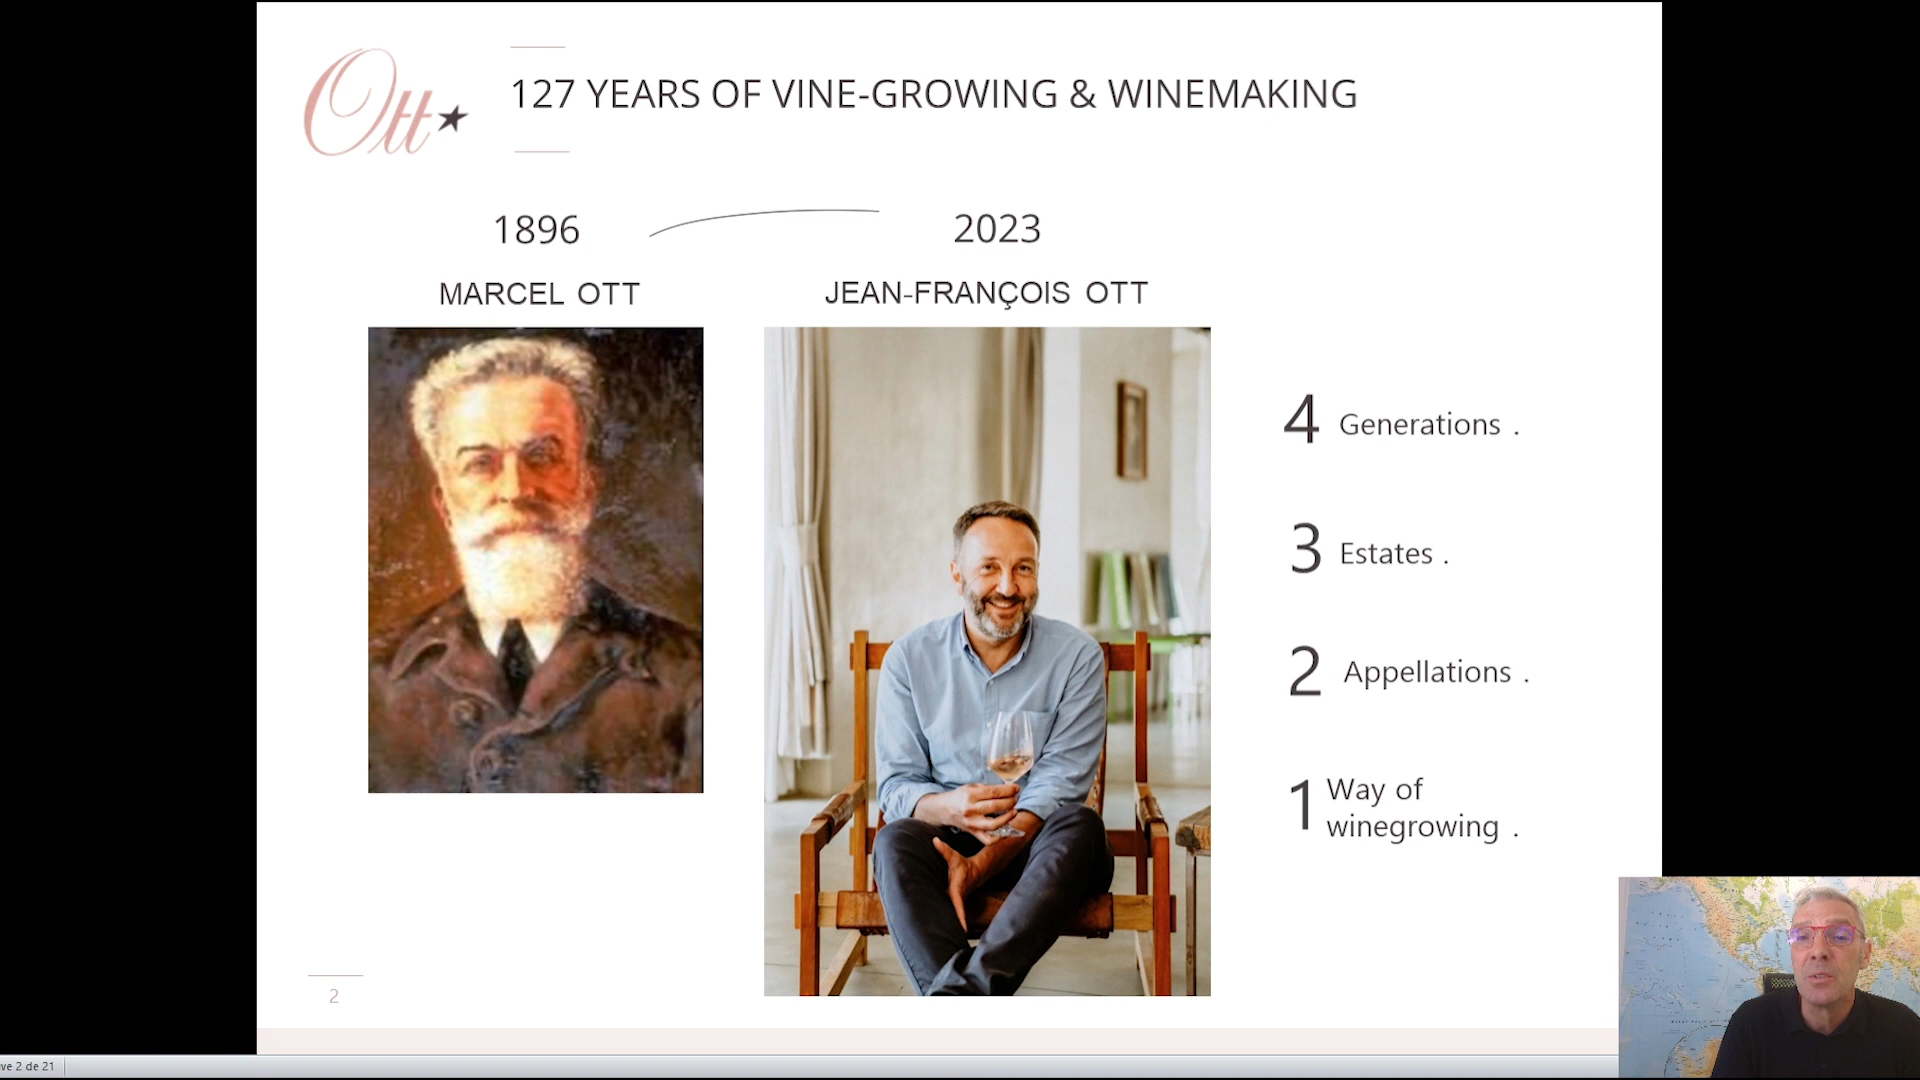 Ott
127 YEARS OF VINE-GROWING & WINEMAKING
1896
2023
MARCEL OTT
JEAN-FRANÇOIS OTT
4 Generations .
3 Estates .
2 Appellations .
1 Way of
winegrowing .
2
ve 2 de 21